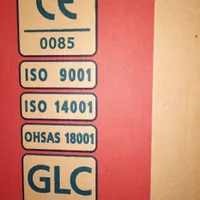 CE
0085
ISO 9001
ISO 14001
OHSAS 18001
GLC